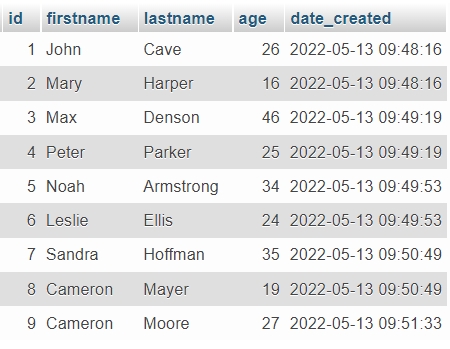 id firstname lastname age date_created
1 John Cave 26 2022-05-13 09:48:16
2 Mary Harper 16 2022-05-13 09:48:16
3 Max Denson 46 2022-05-13 09:49:19
4 Peter Parker 25 2022-05-13 09:49:19
5 Noah Armstrong 34 2022-05-13 09:49:53
6 Leslie Ellis 24 2022-05-13 09:49:53
7 Sandra Hoffman 35 2022-05-13 09:50:49
8 Cameron Mayer 19 2022-05-13 09:50:49
9 Cameron Moore 27 2022-05-13 09:51:33